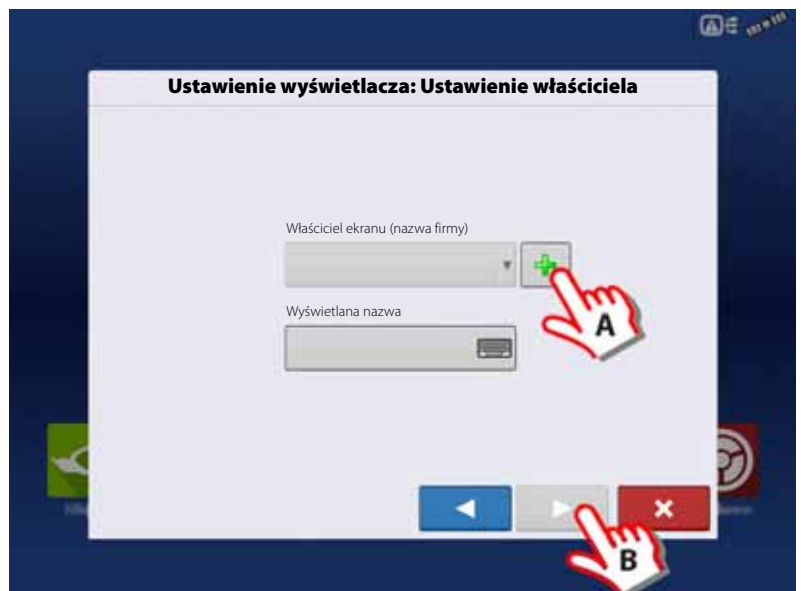 Ustawienie wyświetlacza: Ustawienie właściciela
Właściciel ekranu (nazwa firmy)
A
Wyświetlana nazwa
B